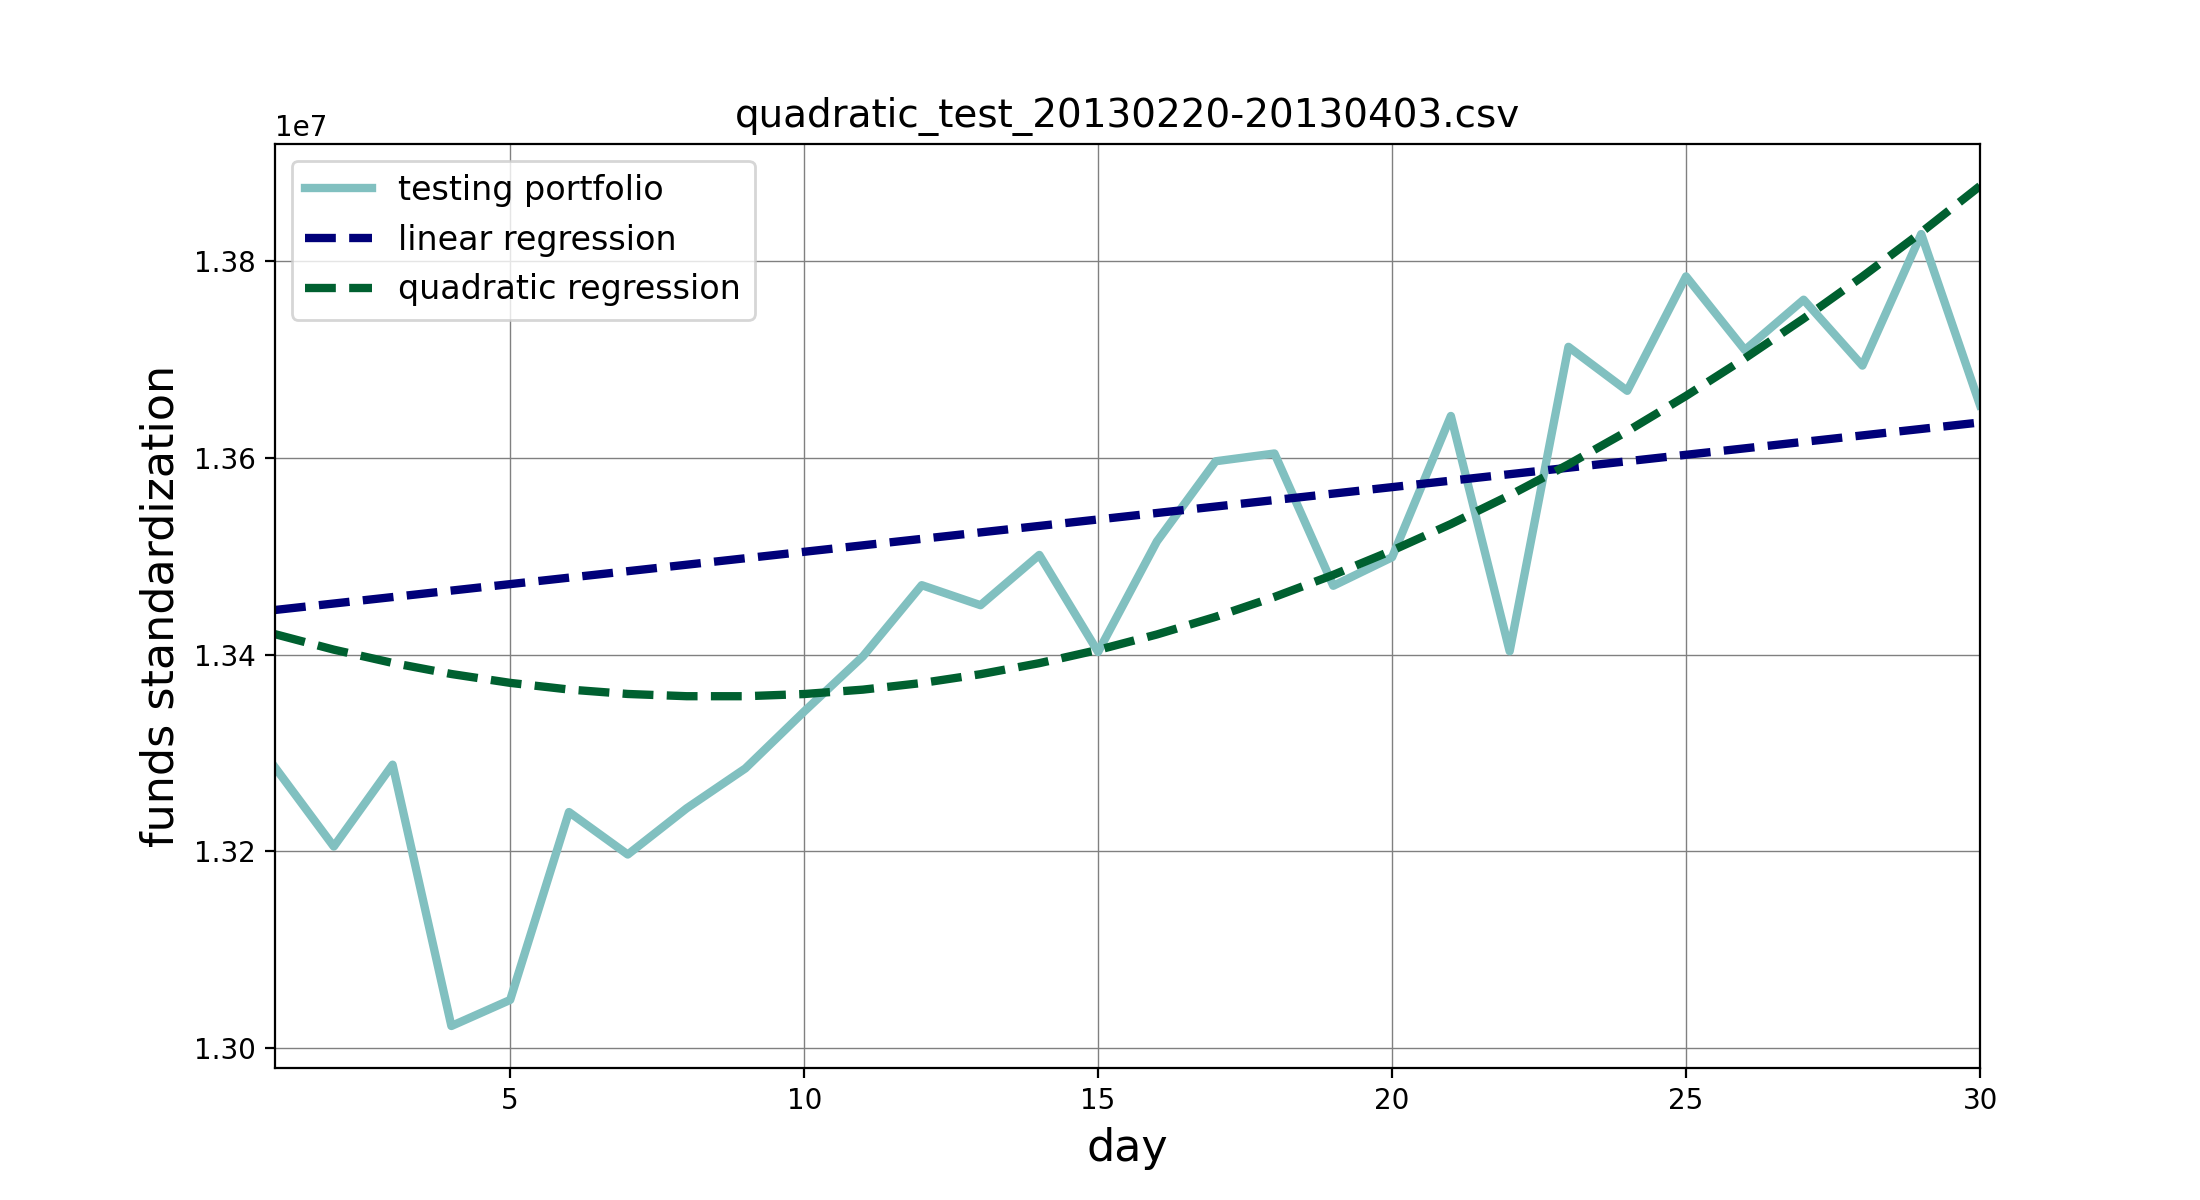 quadratic_test_20130220-20130403.csv
1e7
testing portfolio
linear regression
quadratic regression
1.38
1.36
1.34
1.32
1.30
funds standardization
5 10 15 20 25 30
day